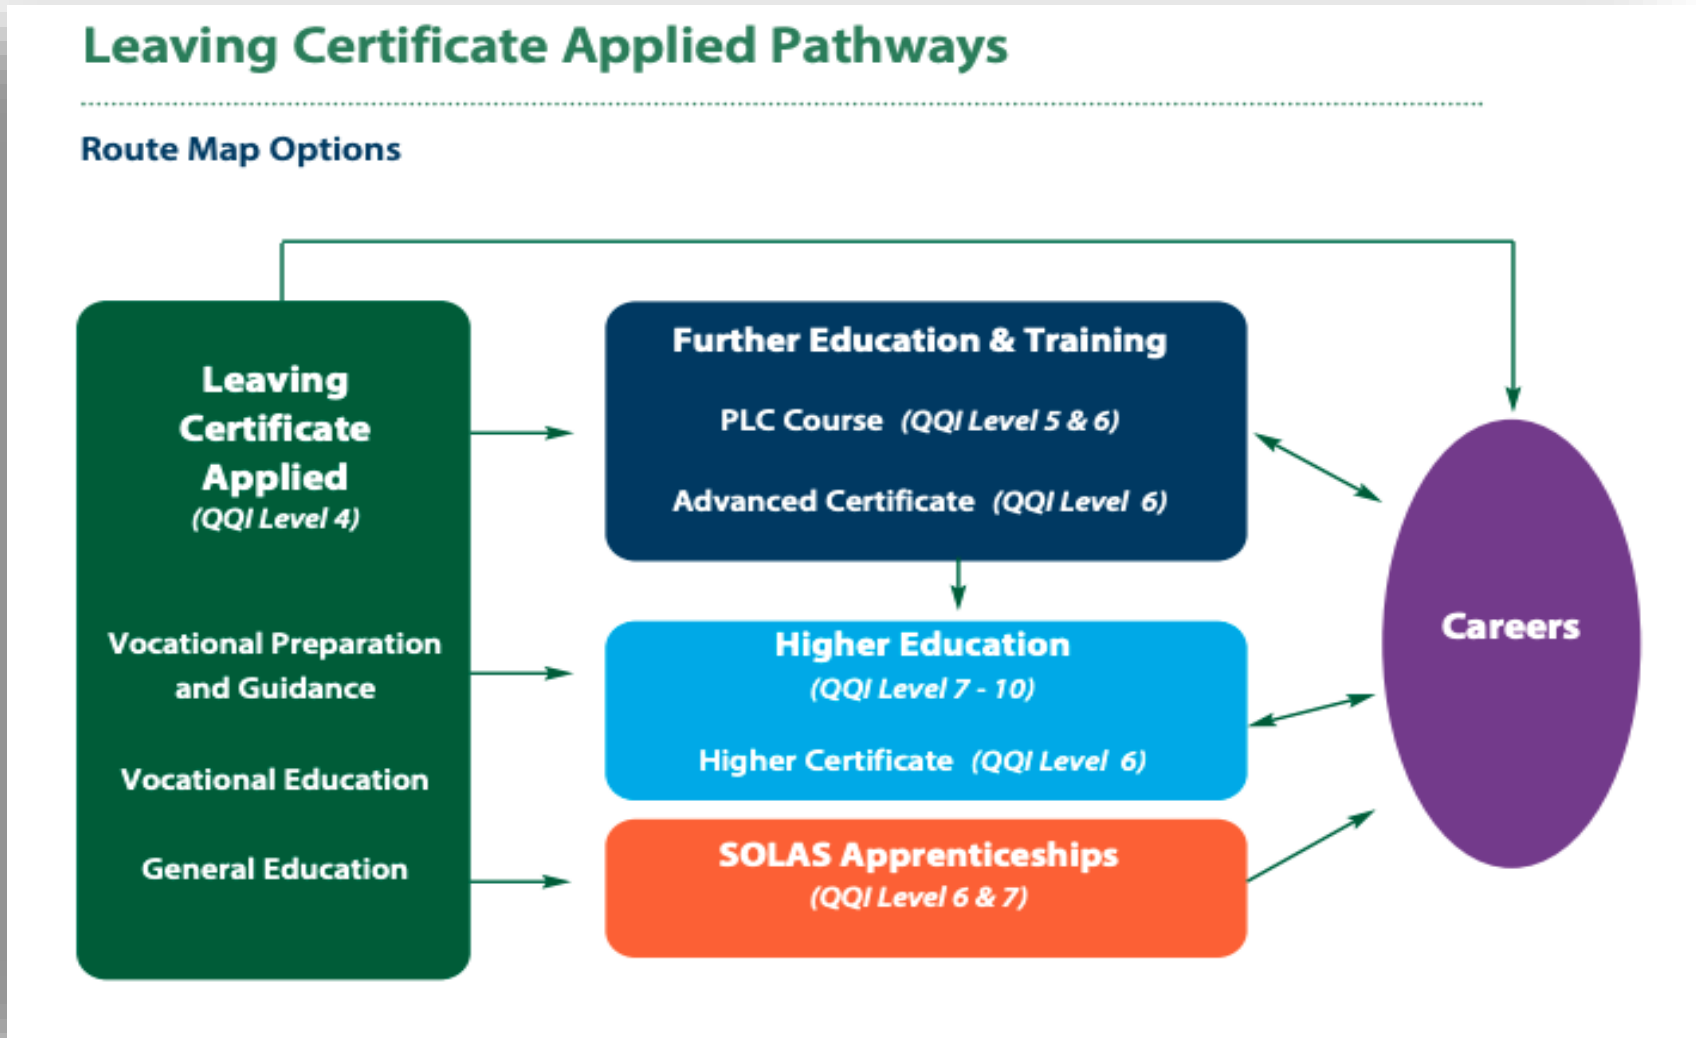 Leaving Certificate Applied Pathways
Route Map Options
Leaving
Certificate
Applied
(QQI Level 4)
Vocational Preparation
and Guidance
Vocational Education
General Education
Further Education & Training
PLC Course (QQI Level 5 & 6)
Advanced Certificate (QQI Level 6)
Higher Education
(QQI Level 7 - 10)
Higher Certificate (QQI Level 6)
SOLAS Apprenticeships
(QQI Level 6 & 7)
Careers